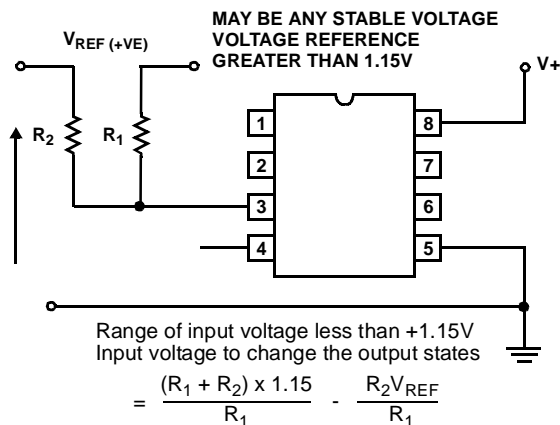 MAY BE ANY STABLE VOLTAGE
VOLTAGE REFERENCE
GREATER THAN 1.15V
VREF (+VE)
V+
R2
R1
1
2
3
4
8
7
6
5
Range of input voltage less than +1.15V
Input voltage to change the output states
= (R1 + R2) x 1.15 / R1 - R2VREF / R1